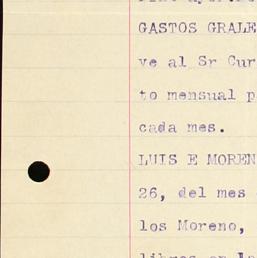 GASTOS GRALE
ve al Sr Cur
to mensual p
cada mes.
LUIS E MOREN
26, del mes
los Moreno,